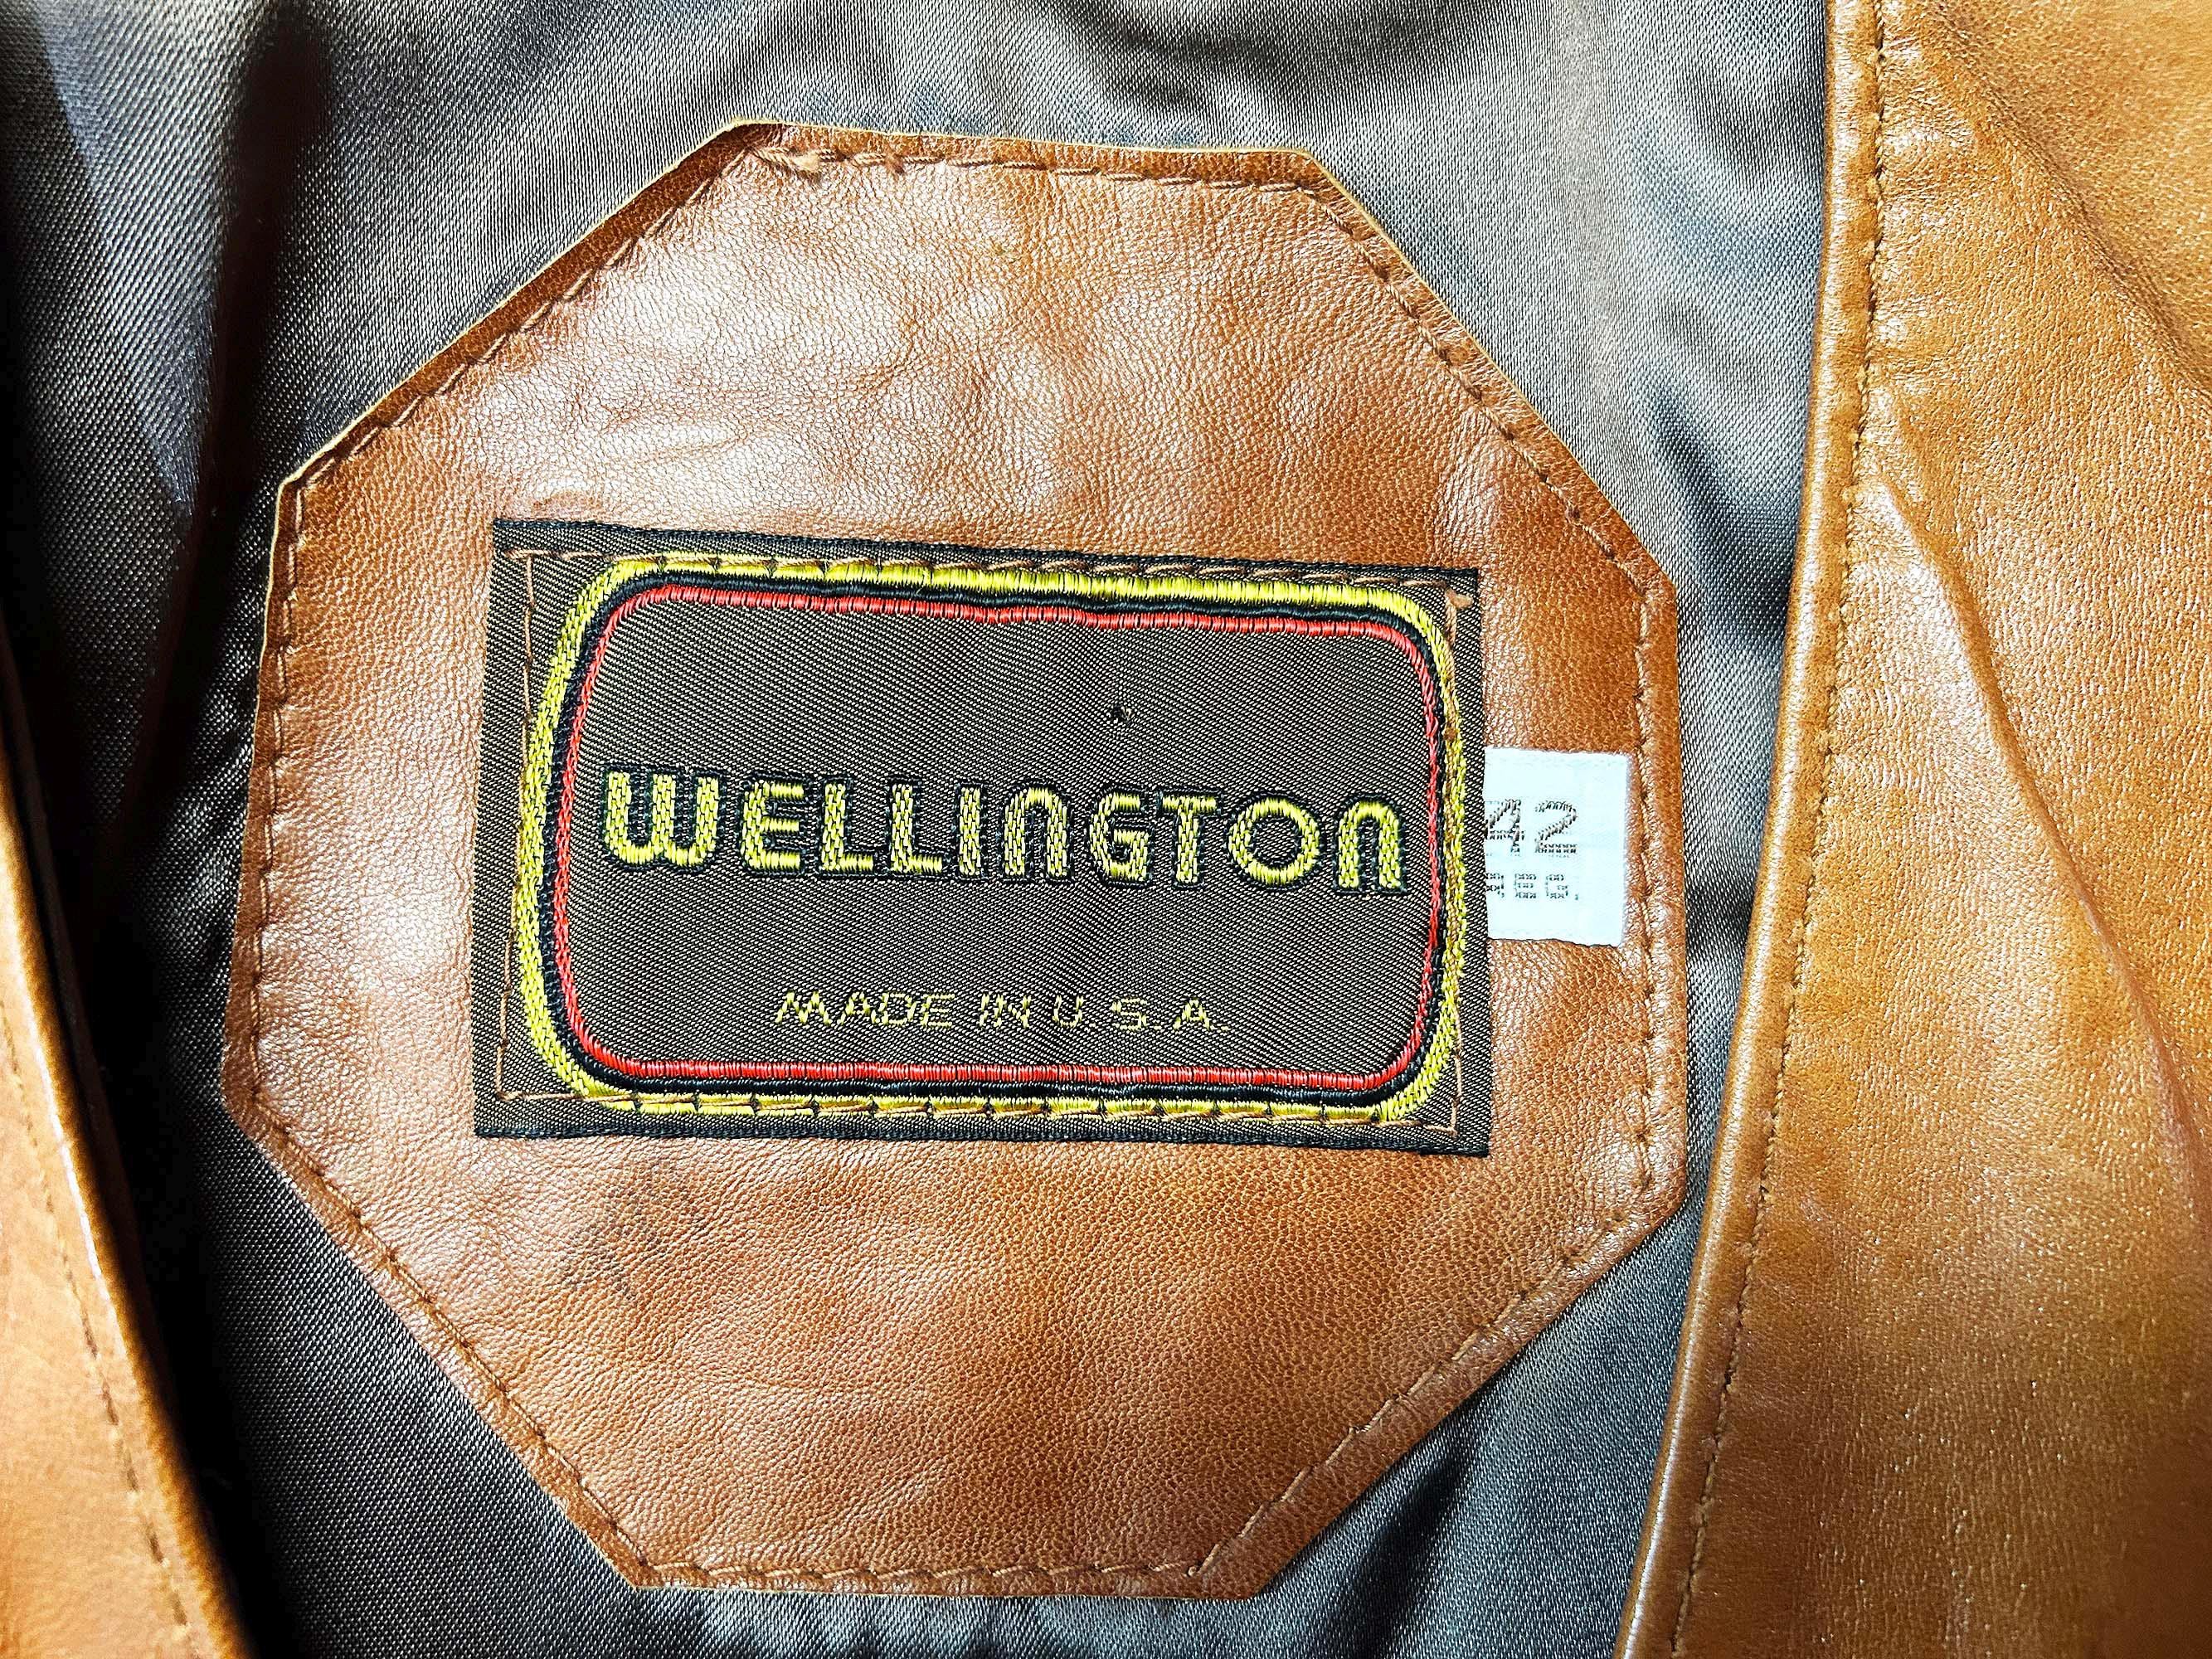 WELLINGTON
MADE IN U.S.A.
42
REG.